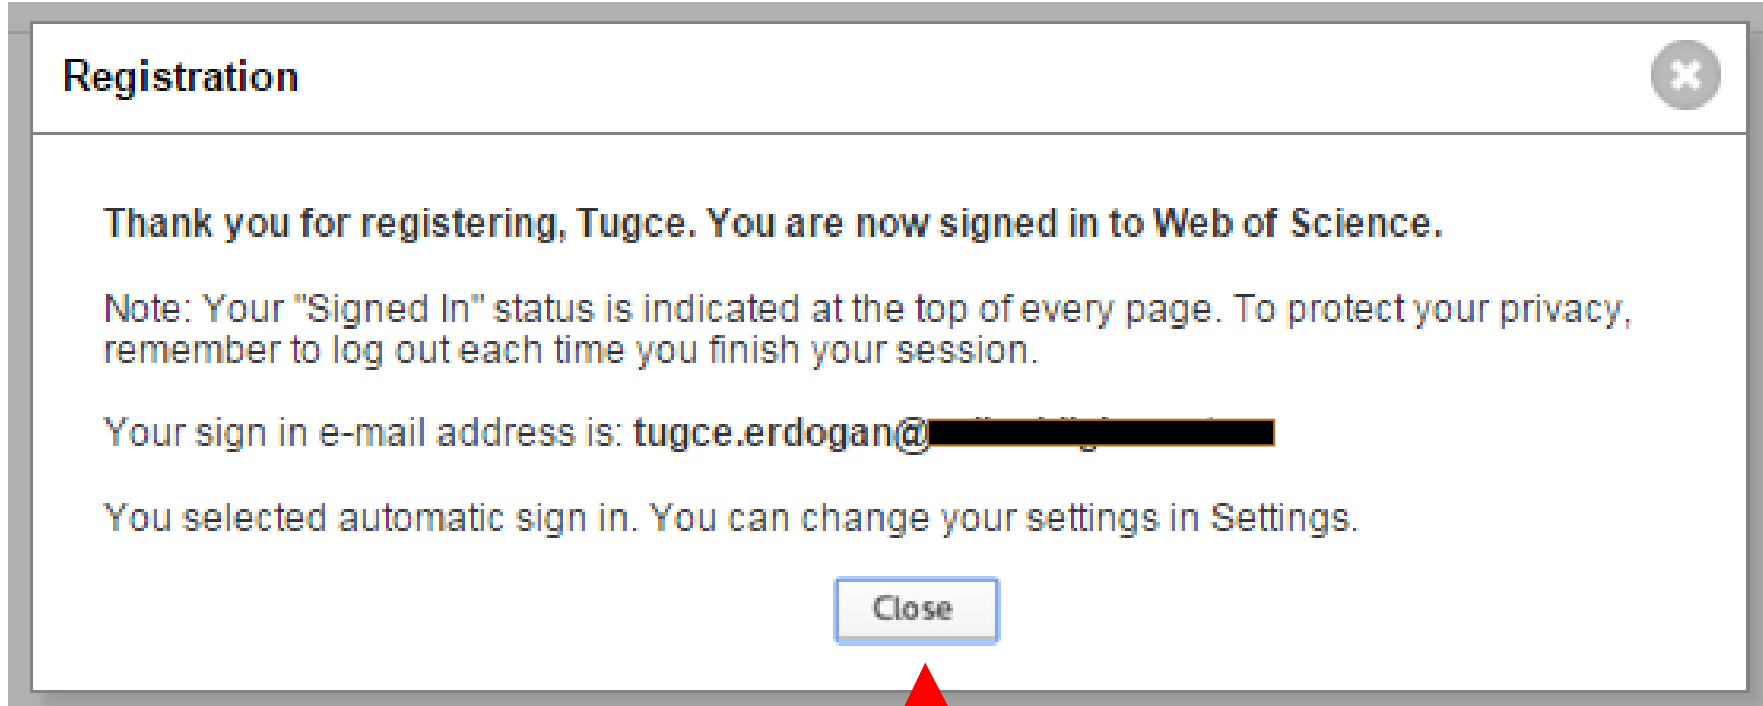 Registration
Thank you for registering, Tugce. You are now signed in to Web of Science.
Note: Your "Signed In" status is indicated at the top of every page. To protect your privacy,
remember to log out each time you finish your session.
Your sign in e-mail address is: tugce.erdogan@
You selected automatic sign in. You can change your settings in Settings.
Close